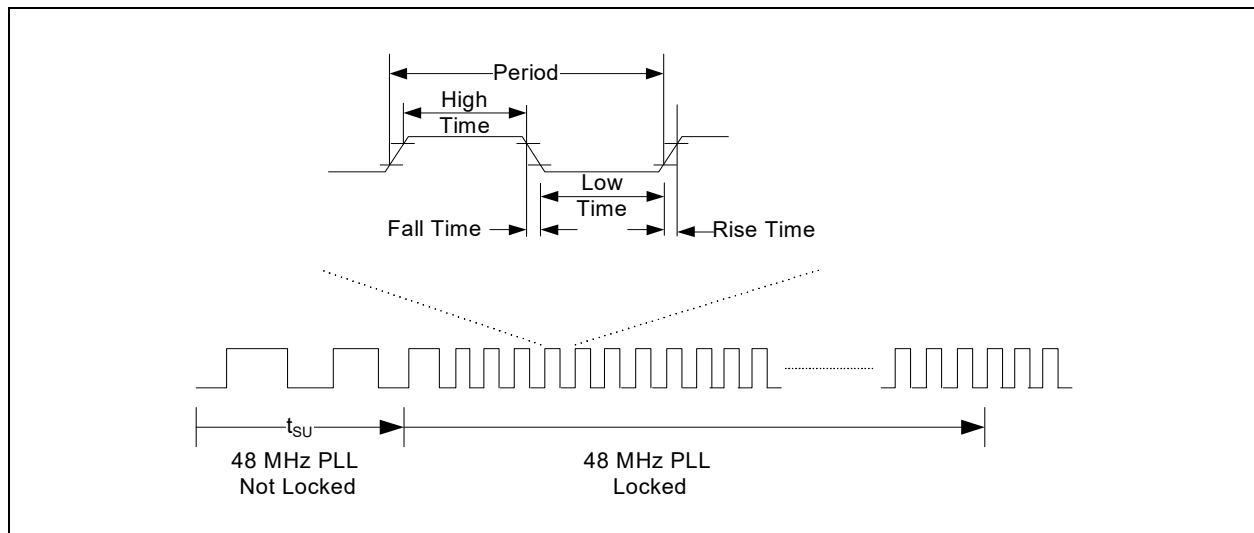 Period
High
Time
Low
Time
Fall Time
Rise Time
tSU
48 MHz PLL
Not Locked
48 MHz PLL
Locked